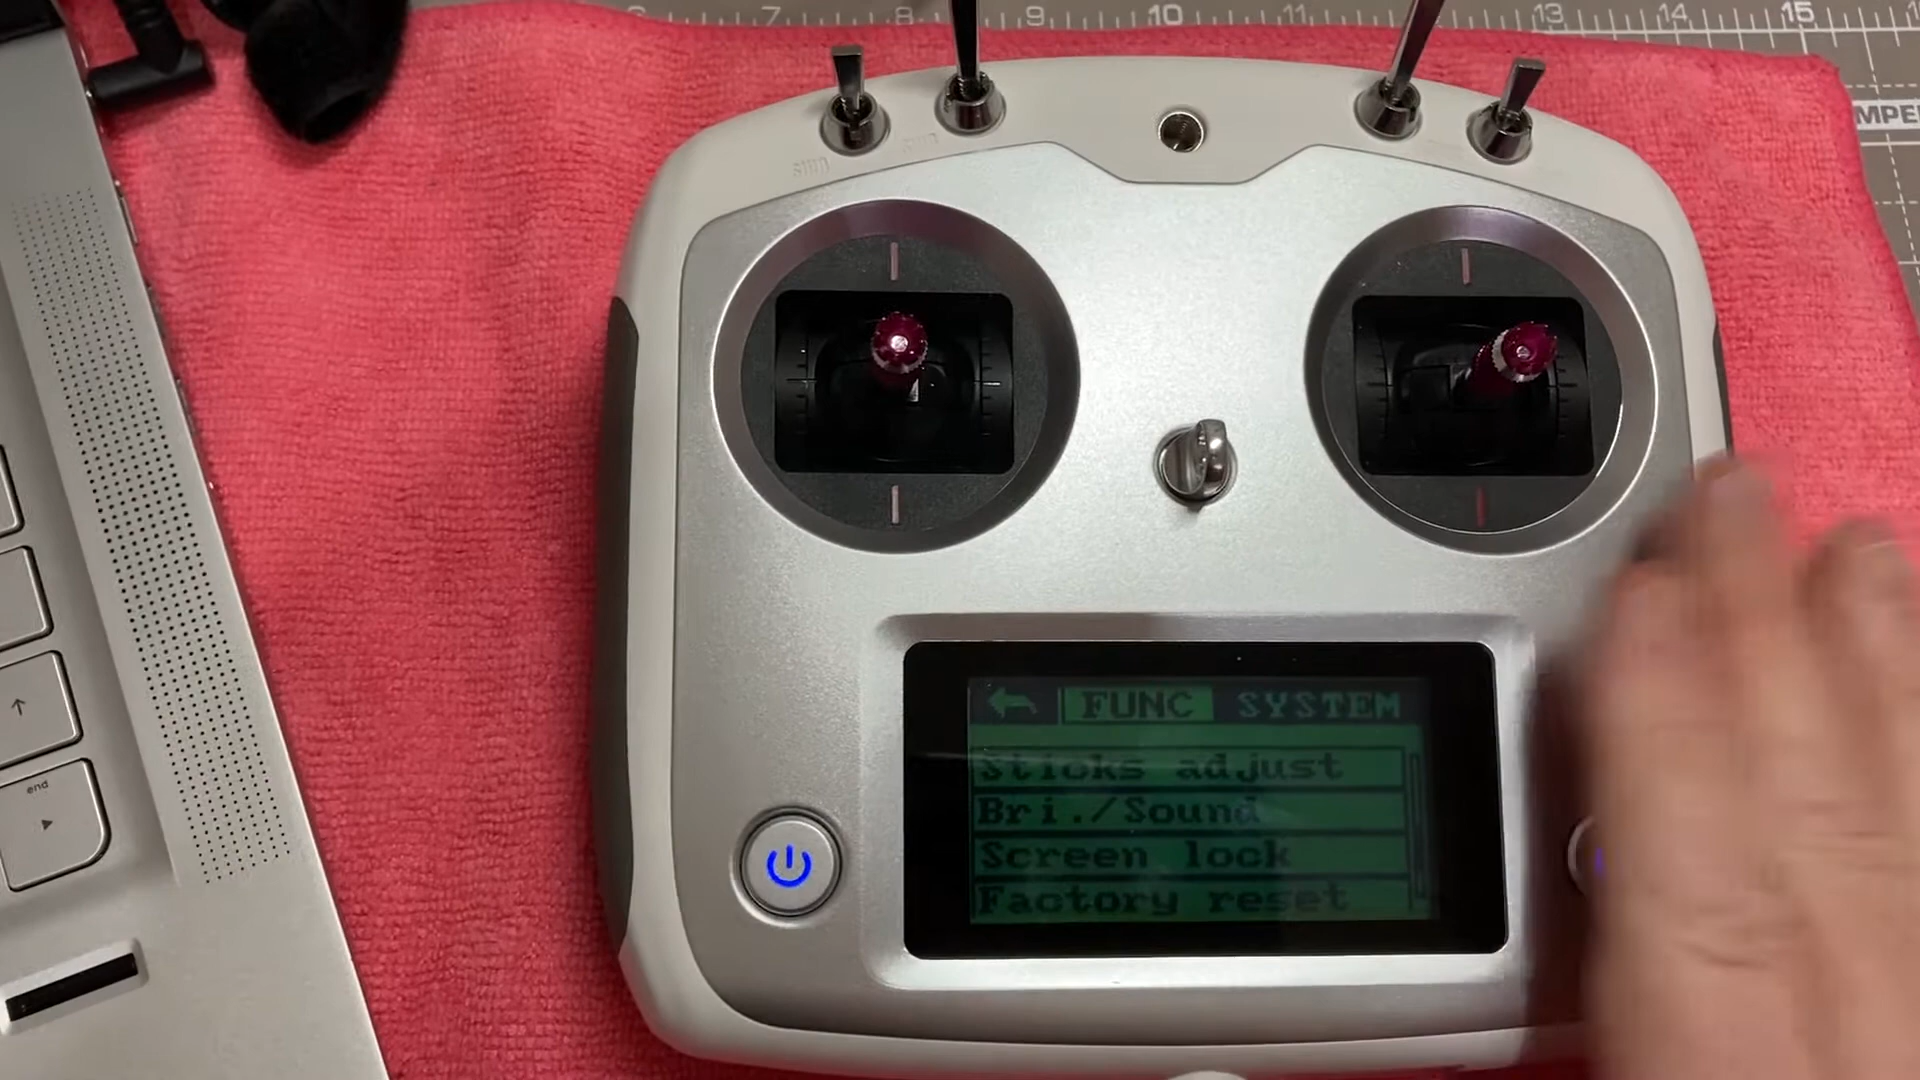 7 8 9 10 11 13 14 15
FUNC SYSTEM
Sticks adjust
Bri./Sound
Screen lock
Factory reset
end